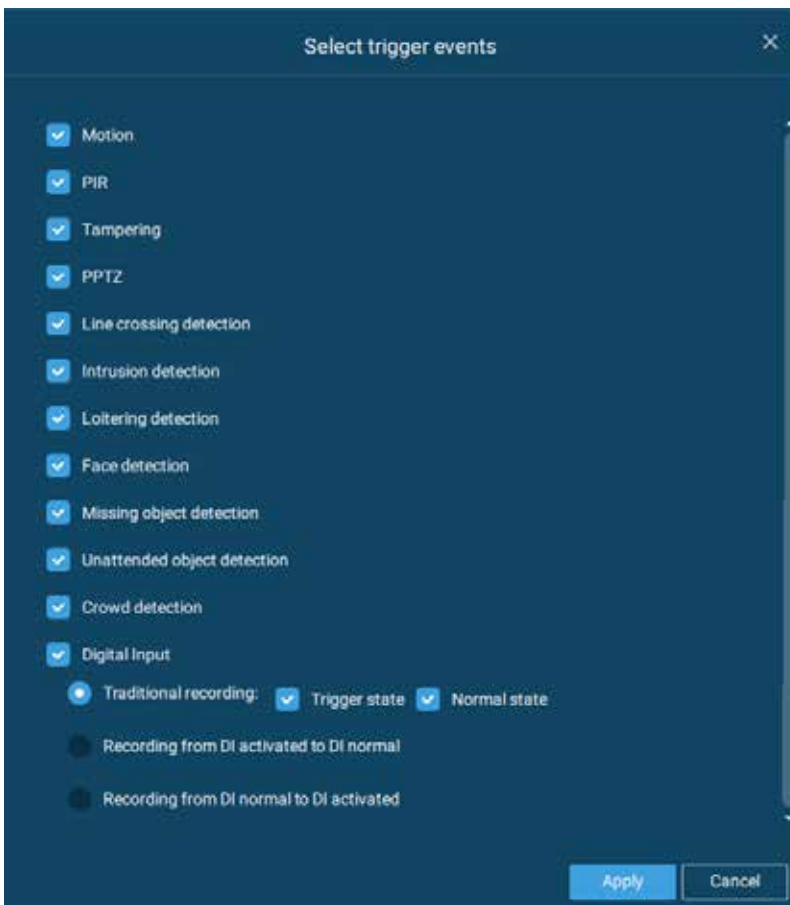 Select trigger events
Motion
PIR
Tampering
PPTZ
Line crossing detection
Intrusion detection
Loitering detection
Face detection
Missing object detection
Unattended object detection
Crowd detection
Digital Input
Traditional recording: Trigger state Normal state
Recording from DI activated to DI normal
Recording from DI normal to DI activated
Apply Cancel